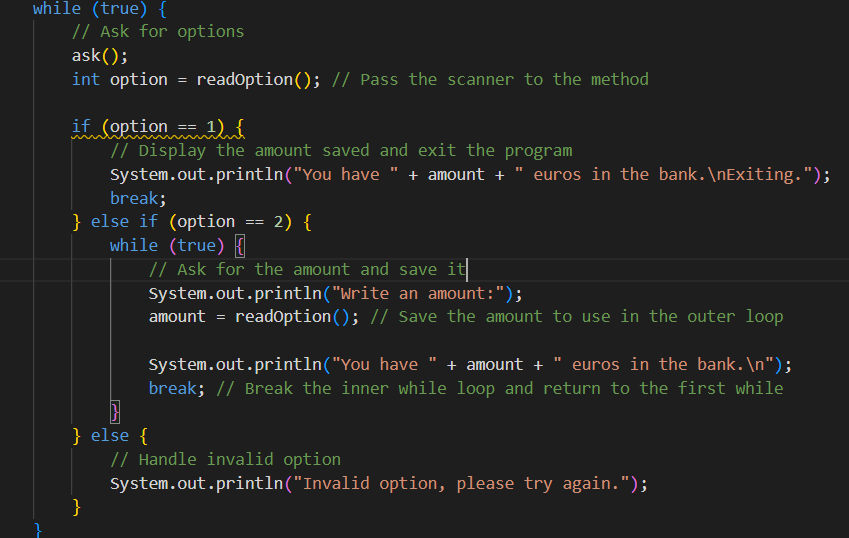 while (true) {
// Ask for options
ask();
int option = readOption(); // Pass the scanner to the method
if (option == 1) {
// Display the amount saved and exit the program
System.out.println("You have " + amount + " euros in the bank.\nExiting.");
break;
} else if (option == 2) {
while (true) {
// Ask for the amount and save it
System.out.println("Write an amount:");
amount = readOption(); // Save the amount to use in the outer loop
System.out.println("You have " + amount + " euros in the bank.\n");
break; // Break the inner while loop and return to the first while
}
} else {
// Handle invalid option
System.out.println("Invalid option, please try again.");
}
}